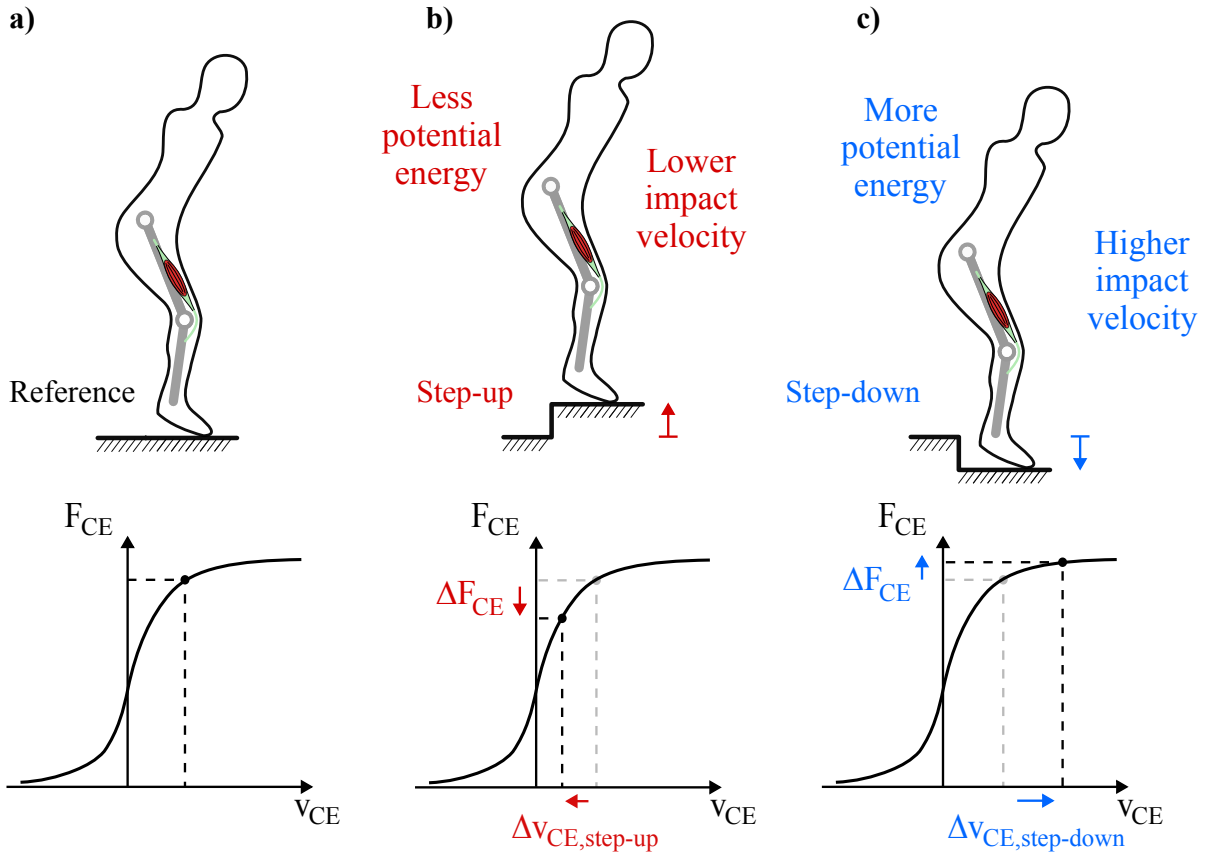 a)
Reference
F_CE
v_CE
b)
Less
potential
energy
Lower
impact
velocity
Step-up
F_CE
ΔF_CE
v_CE
Δv_CE,step-up
c)
More
potential
energy
Higher
impact
velocity
Step-down
F_CE
ΔF_CE
v_CE
Δv_CE,step-down